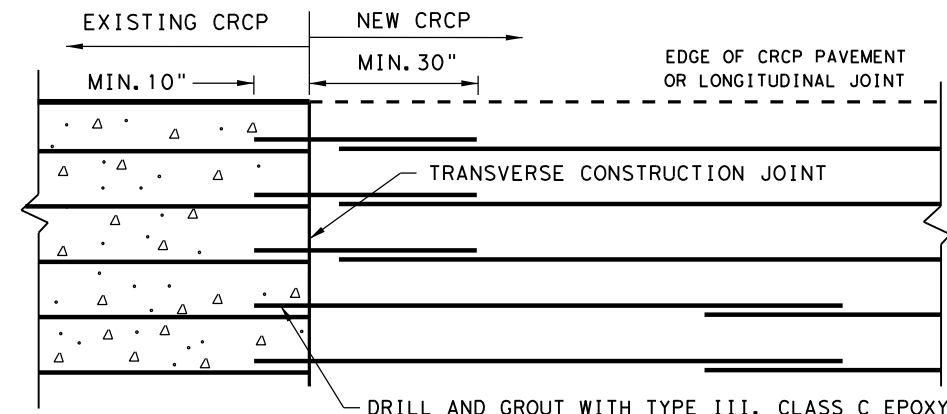 EXISTING CRCP
NEW CRCP
MIN. 10"
MIN. 30"
EDGE OF CRCP PAVEMENT
OR LONGITUDINAL JOINT
TRANSVERSE CONSTRUCTION JOINT
DRILL AND GROUT WITH TYPE III, CLASS C EPOXY